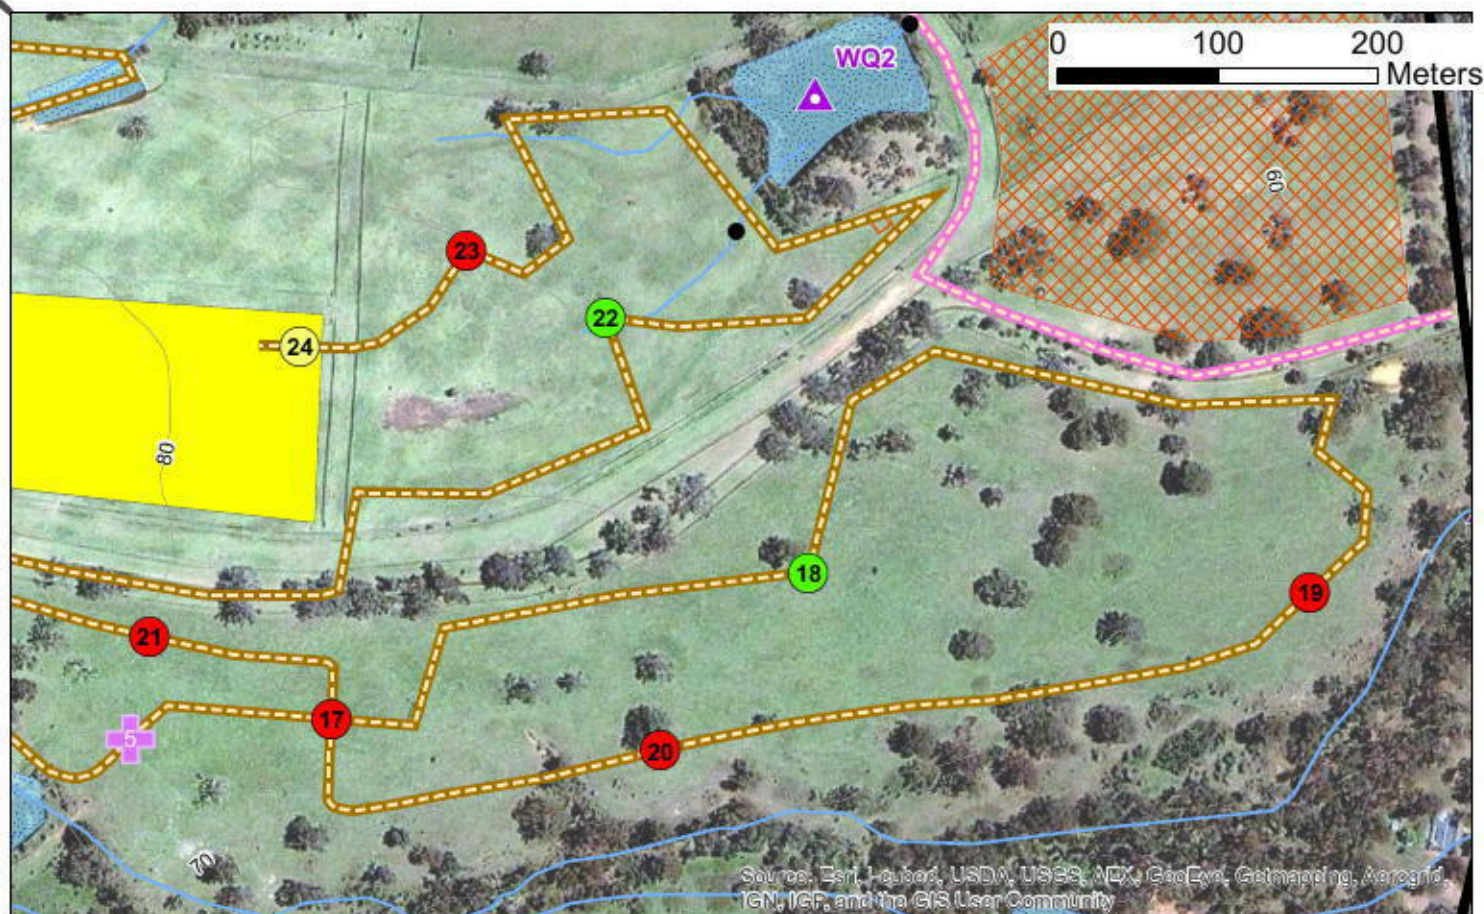 0 100 200
Meters
WQ2
60
23
22
24
80
18
19
21
17
5
20
70
Source: Esri, i-cubed, USDA, USGS, AEX, GeoEye, Getmapping, Aerogrid,
IGN, IGP, and the GIS User Community